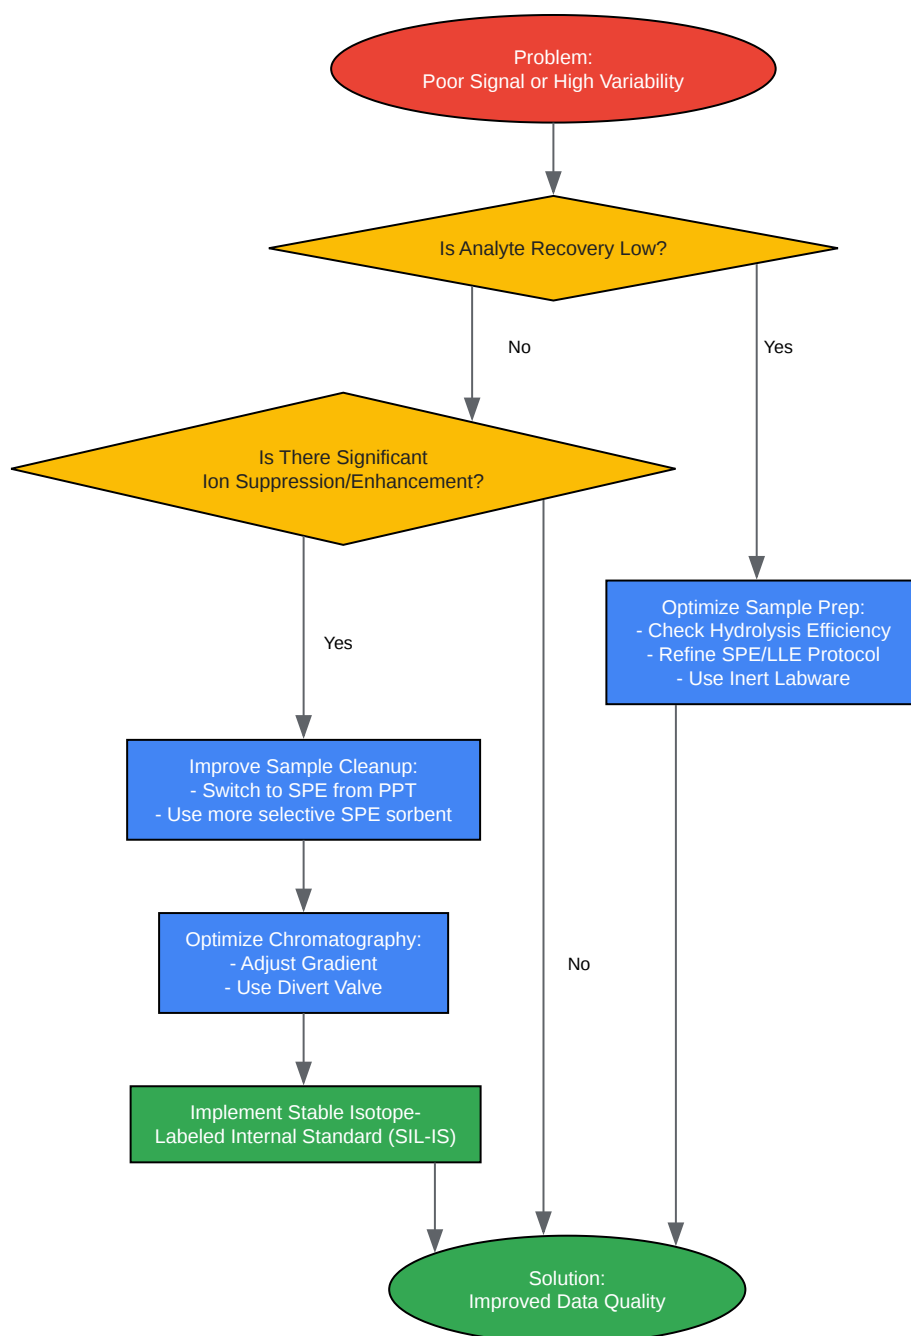 Problem:
Poor Signal or High Variability
Is Analyte Recovery Low?
No
Yes
Is There Significant
Ion Suppression/Enhancement?
Optimize Sample Prep:
- Check Hydrolysis Efficiency
- Refine SPE/LLE Protocol
- Use Inert Labware
Yes
Improve Sample Cleanup:
- Switch to SPE from PPT
- Use more selective SPE sorbent
Optimize Chromatography:
- Adjust Gradient
- Use Divert Valve
No
Implement Stable Isotope-
Labeled Internal Standard (SIL-IS)
Solution:
Improved Data Quality